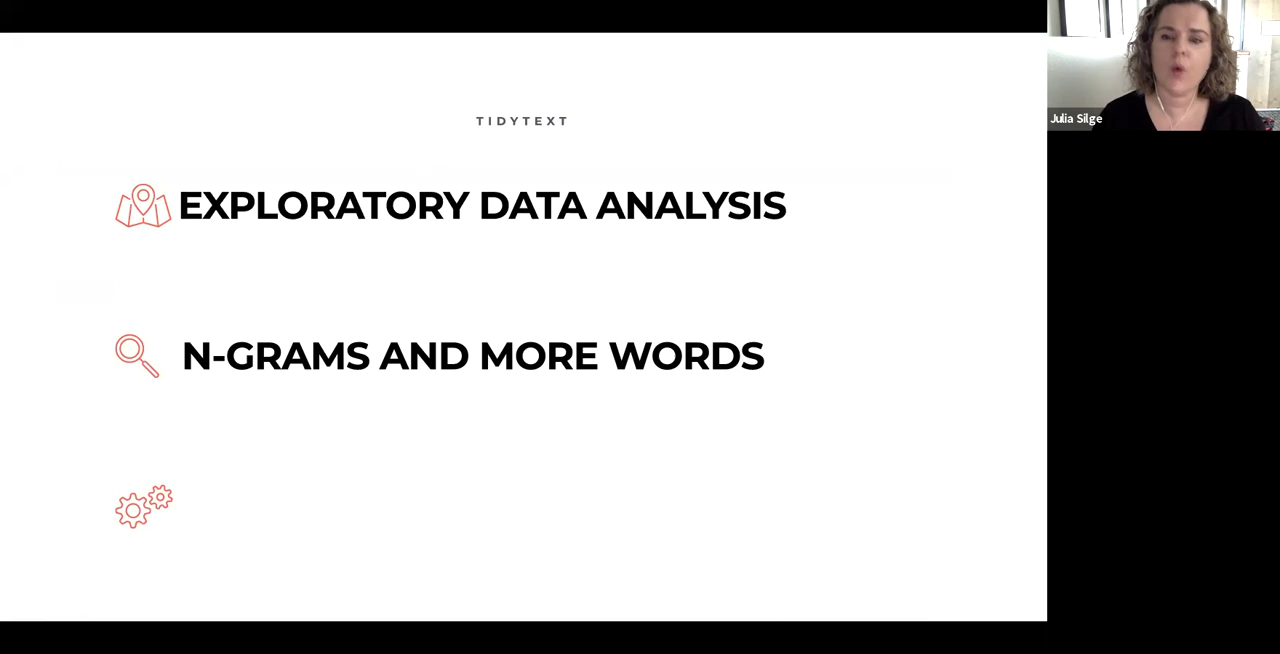 TIDYTEXT
EXPLORATORY DATA ANALYSIS
N-GRAMS AND MORE WORDS
Julia Silge